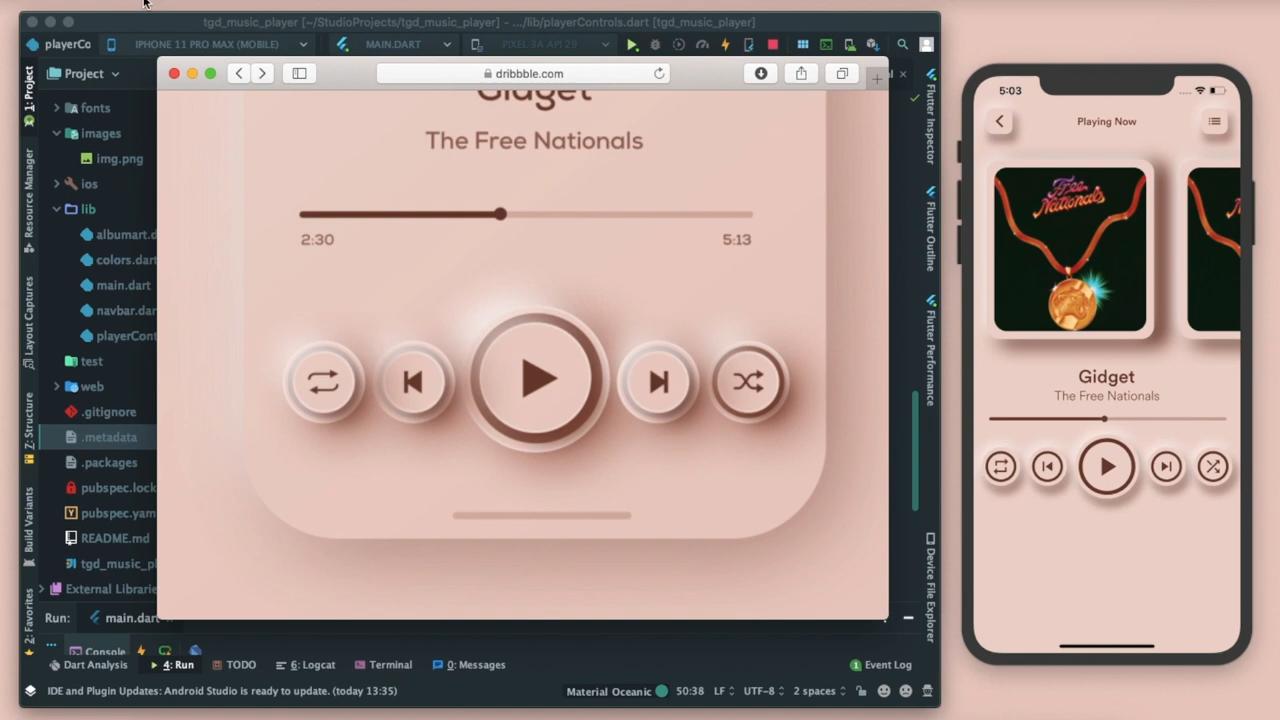 tgd_music_player [~/StudioProjects/tgd_music_player] - .../lib/playerControls.dart [tgd_music_player]
playerCo
IPHONE 11 PRO MAX (MOBILE)
MAIN.DART
PIXEL 3A API 29
1: Project
Resource Manager
Layout Captures
Z: Structure
Build Variants
2: Favorites
Project
fonts
images
img.png
ios
lib
albumart.d
colors.dart
main.dart
navbar.dar
playerCont
test
web
.gitignore
.metadata
.packages
pubspec.lock
pubspec.yam
README.md
tgd_music_pl
External Librarie
dribbble.com
Gidget
The Free Nationals
2:30
5:13
Flutter Inspector
Flutter Outline
Flutter Performance
Device File Explorer
Run:
main.dart
Console
Dart Analysis
4: Run
TODO
6: Logcat
Terminal
0: Messages
1
Event Log
IDE and Plugin Updates: Android Studio is ready to update. (today 13:35)
Material Oceanic
50:38
LF
UTF-8
2 spaces
5:03
Playing Now
Free
Nationals
Gidget
The Free Nationals